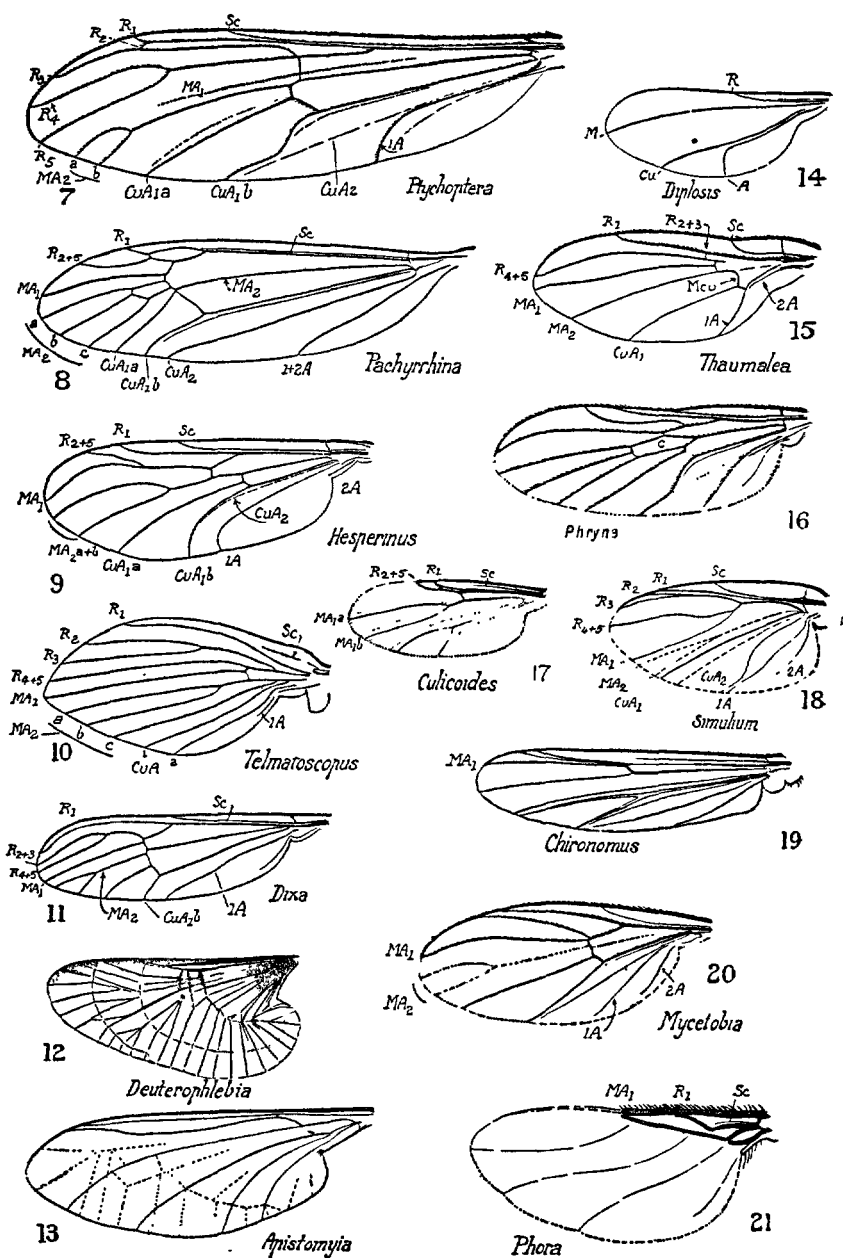 R1 Sc
R2
R3
R4
R5 a b
MA2
MA1
CuA1a CuA1b CuA2 1A
7 Ptychoptera
R
M
Cu A
Diplosis 14
R2+5 R1 Sc
MA1
MA2
a b c
MA2
CuA1a
CuA1b CuA2 1+2A
8 Pachyrrhina
R1 R2+3 Sc
R4+5
MA1
MA2
CuA1
Mcu
1A 2A
15
Thaumalea
R2+5 R1 Sc
MA1
MA2a+b
CuA1a CuA1b 1A
CuA2 2A
9 Hesperinus
c
Phryne 16
R1 Sc1
R2
R3
R4+5
MA1
MA2 a b c
CuA 1 2
1A
10 Telmatoscopus
R2+5 R1 Sc
MA1a
MA1b
Culicoides 17
R3 R2 R1 Sc
R4+5
MA1
MA2
CuA1
CuA2
1A 2A
18
Simulium
R1 Sc1
R2+3
R4+5
MA1
MA2 CuA1b 1A
11 Dixa
MA1
Chironomus 19
12
Deuterophlebia
MA1
MA2
1A 2A
20
Mycetobia
13 Apistomyia
MA1 R1 Sc
Phora 21